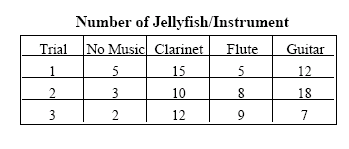 Number of Jellyfish/Instrument
Trial No Music Clarinet Flute Guitar
1 5 15 5 12
2 3 10 8 18
3 2 12 9 7